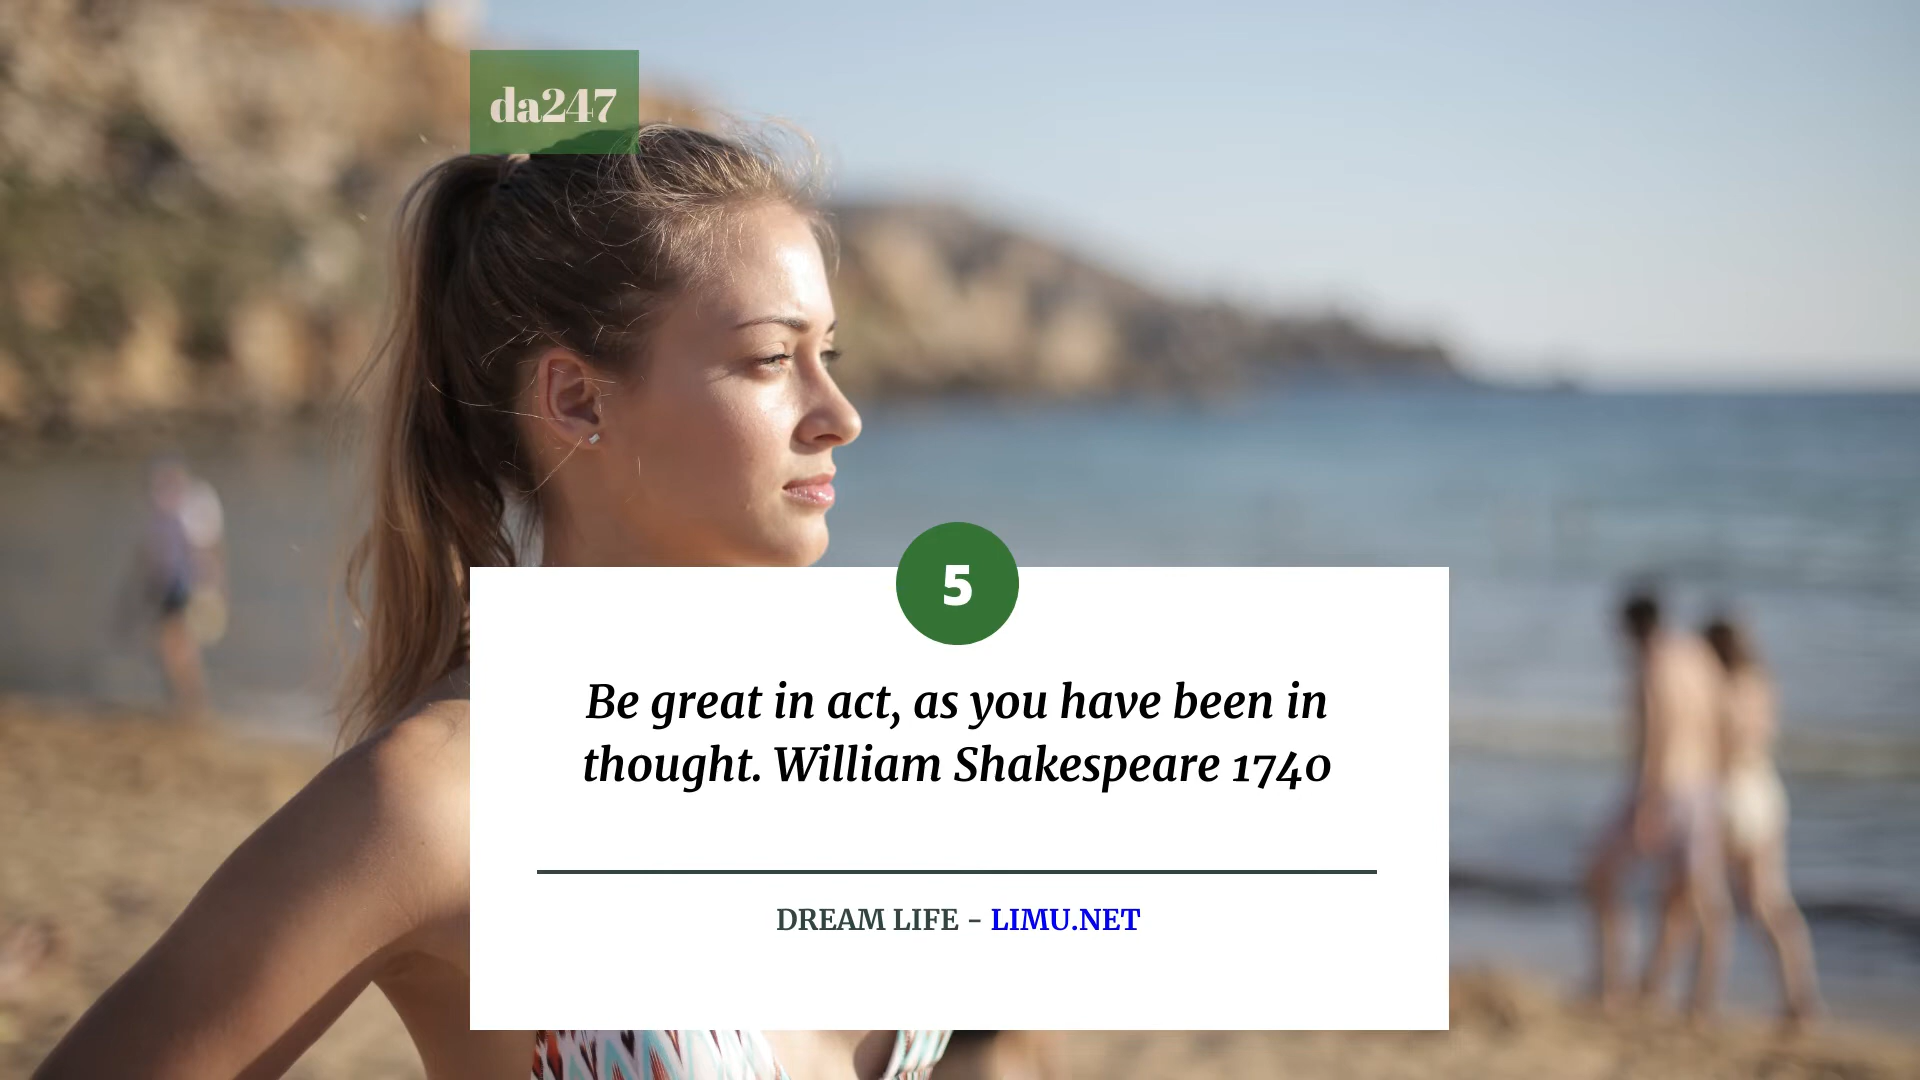 da247
5
Be great in act, as you have been in
thought. William Shakespeare 1740
DREAM LIFE - LIMU.NET